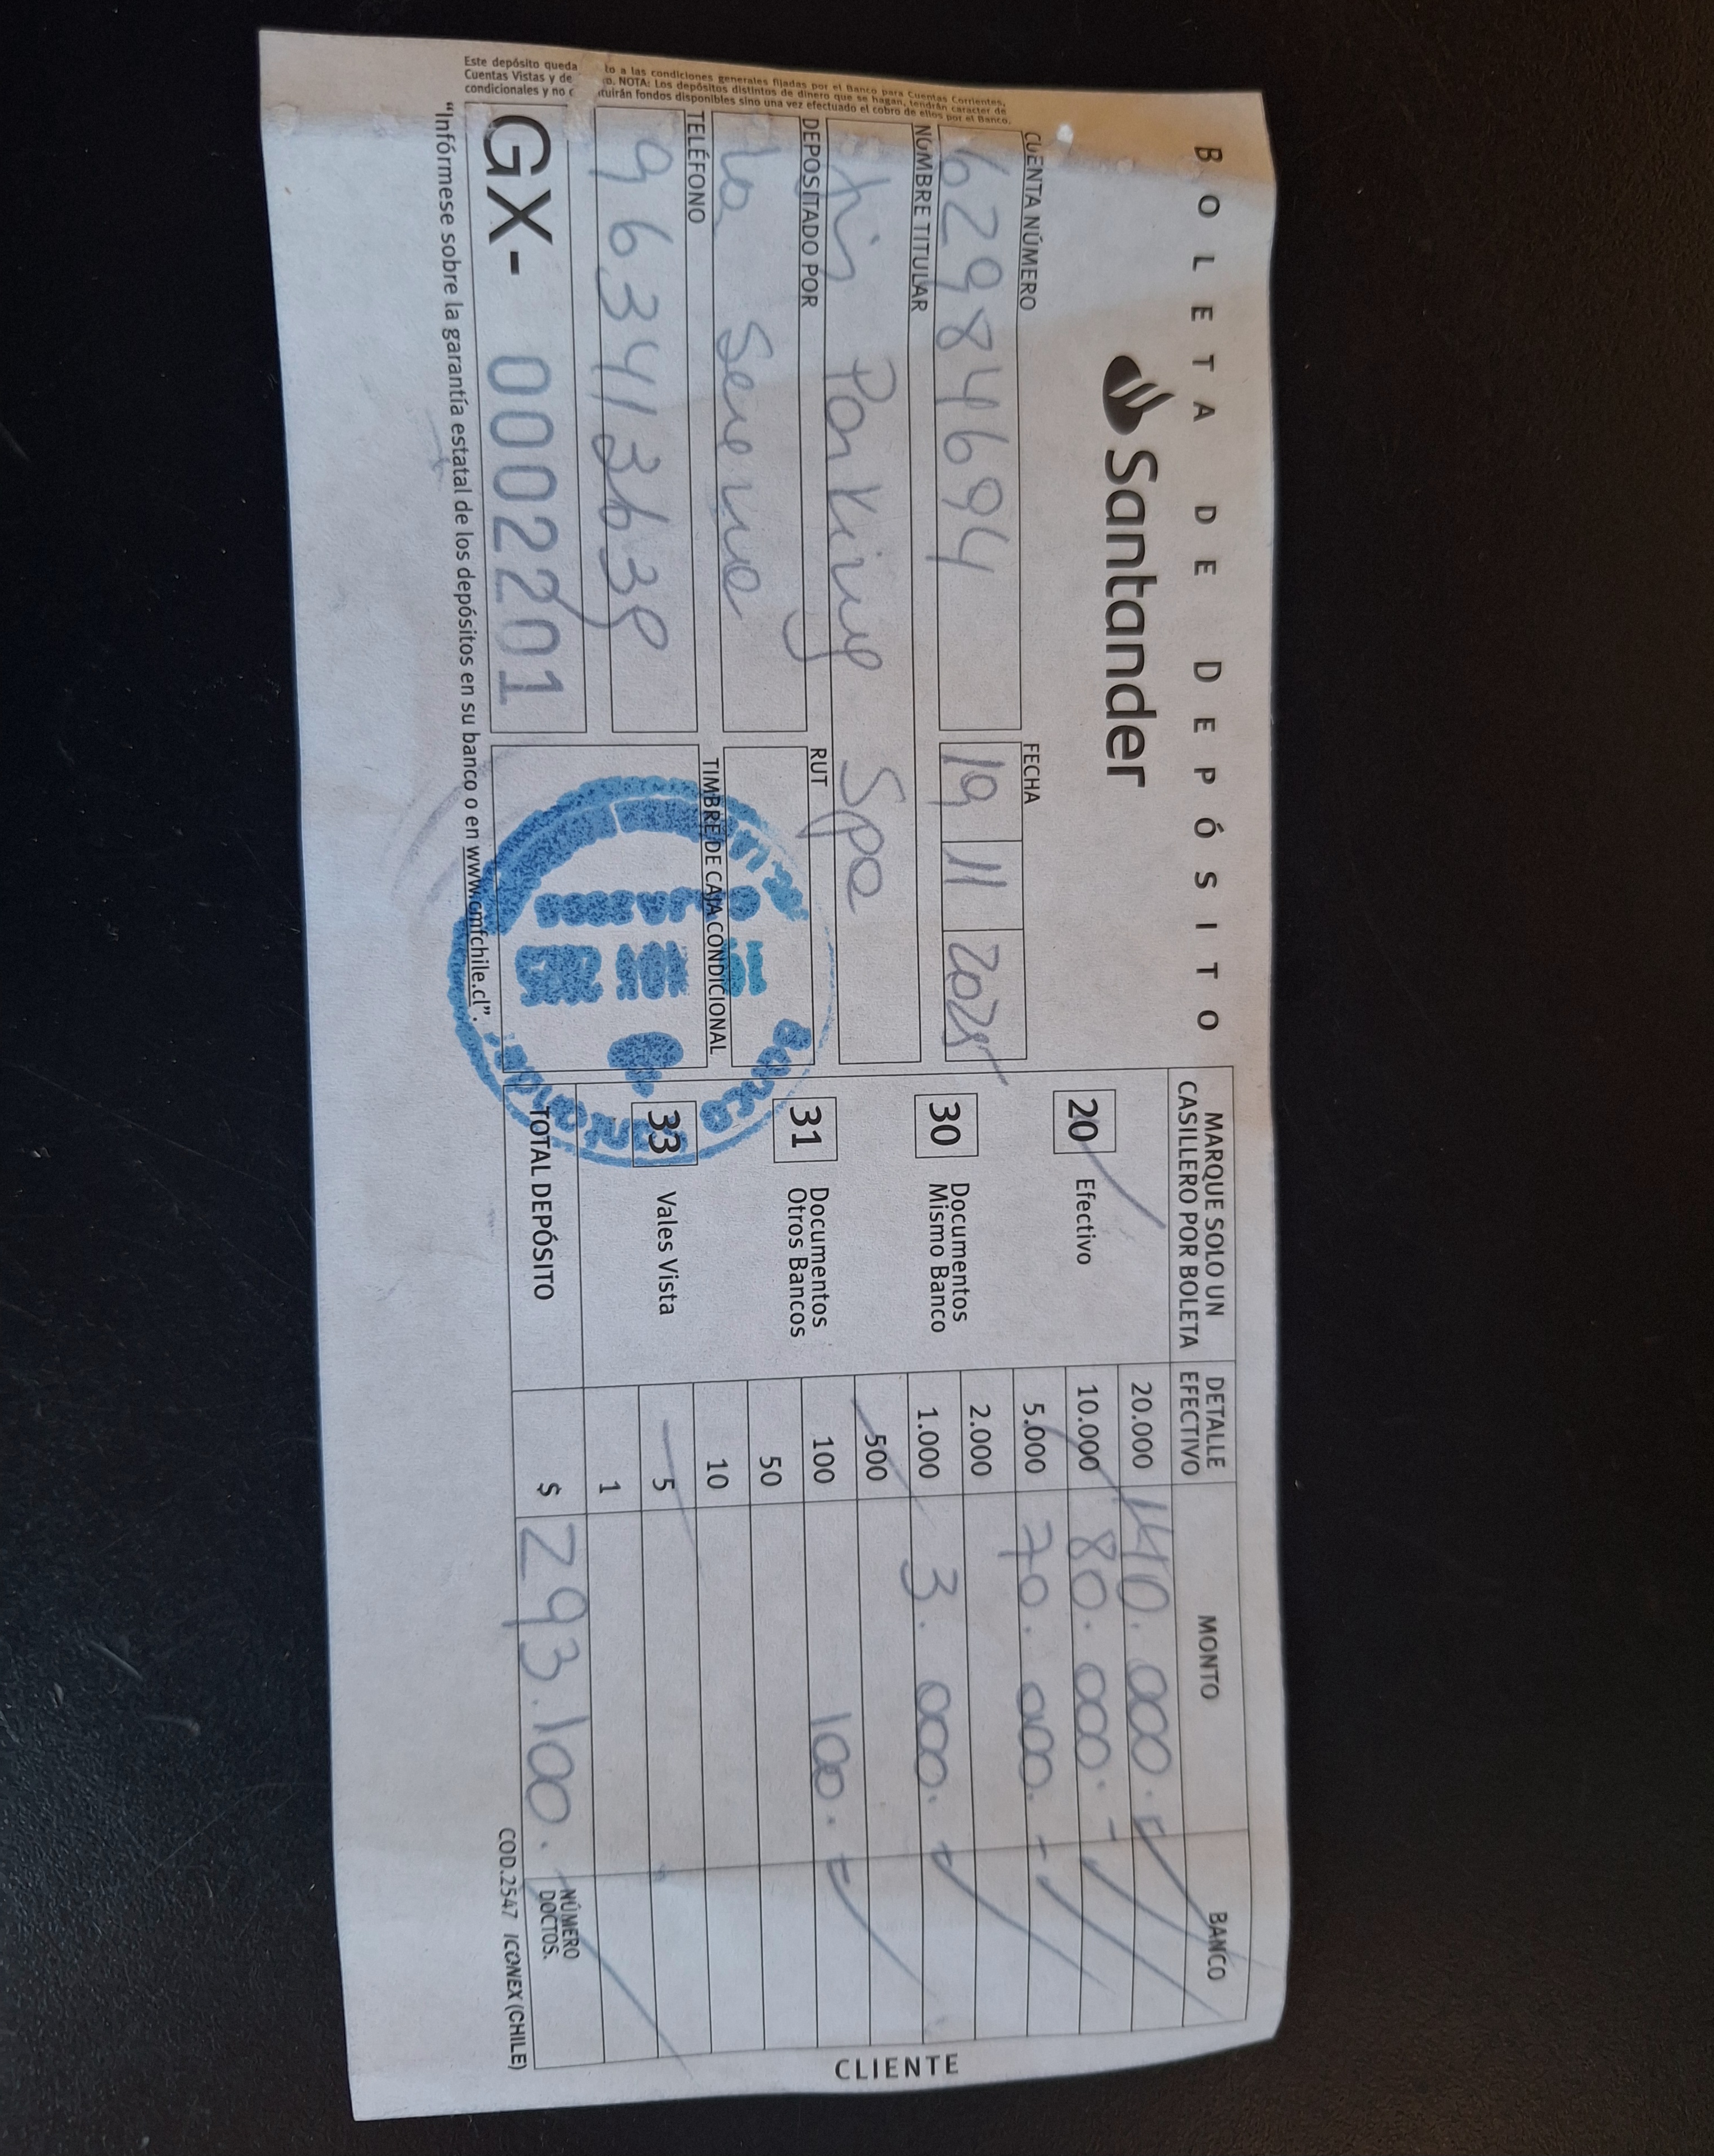 BOLETA DE DEPÓSITO
Santander
CUENTA NÚMERO
629846694
FECHA
19 11 2025
NOMBRE TITULAR
Parking Spa
DEPOSITADO POR
La Serena
RUT
TELÉFONO
963413639
TIMBRE DE CAJA CONDICIONAL
GX- 0002201
"Infórmese sobre la garantía estatal de los depósitos en su banco o en www.cmfchile.cl".
Este depósito queda to a las condiciones generales fijadas por el Banco para Cuentas Corrientes,
Cuentas Vistas y de o. NOTA: Los depósitos distintos de dinero que se hagan, tendrán caracter de
condicionales y no c ituirán fondos disponibles sino una vez efectuado el cobro de ellos por el Banco.
MARQUE SOLO UN
CASILLERO POR BOLETA
20 Efectivo
30 Documentos
Mismo Banco
31 Documentos
Otros Bancos
33 Vales Vista
DETALLE
EFECTIVO
MONTO
BANCO
20.000 140.000.
10.000 80.000.-
5.000 70.000.-
2.000
1.000 3.000.
500
100 100.
50
10
5
1
TOTAL DEPÓSITO $ 293.100.
NÚMERO
DOCTOS.
COD.2547 ICONEX (CHILE)
CLIENTE